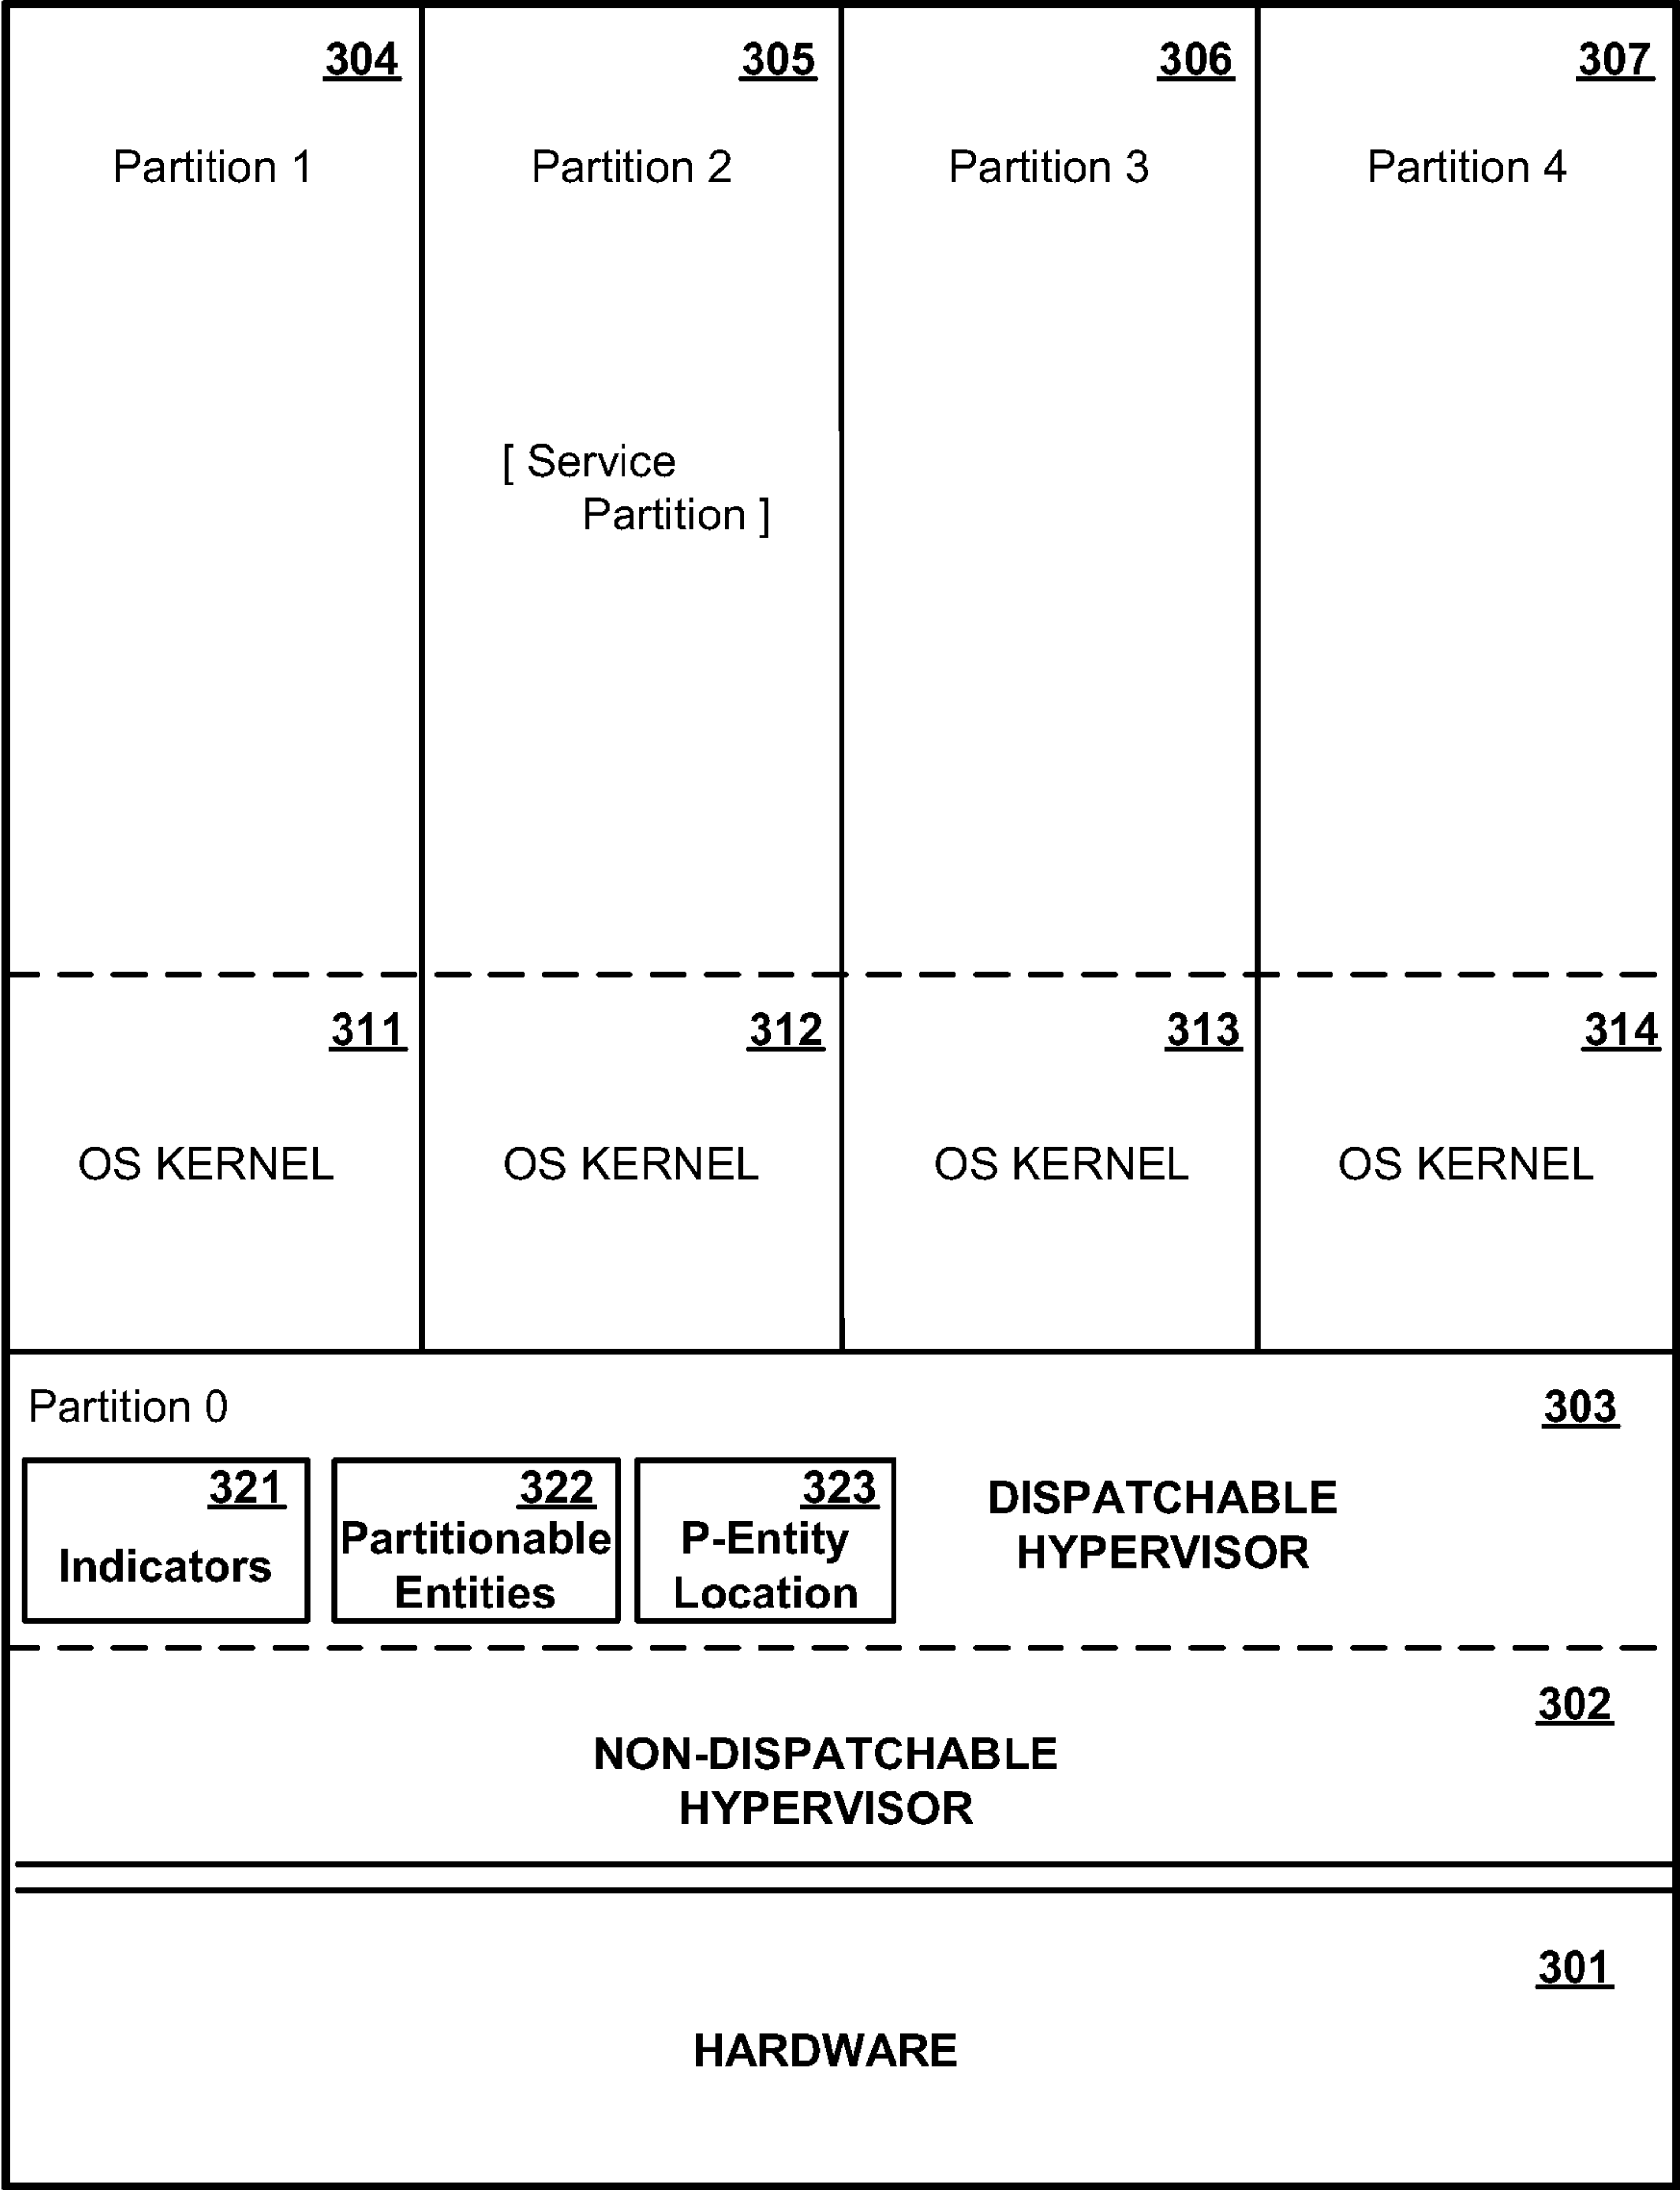 304
305
306
307
Partition 1
Partition 2
Partition 3
Partition 4
[ Service
Partition ]
311
312
313
314
OS KERNEL
OS KERNEL
OS KERNEL
OS KERNEL
Partition 0
303
321
Indicators
322
Partitionable
Entities
323
P-Entity
Location
DISPATCHABLE
HYPERVISOR
302
NON-DISPATCHABLE
HYPERVISOR
301
HARDWARE